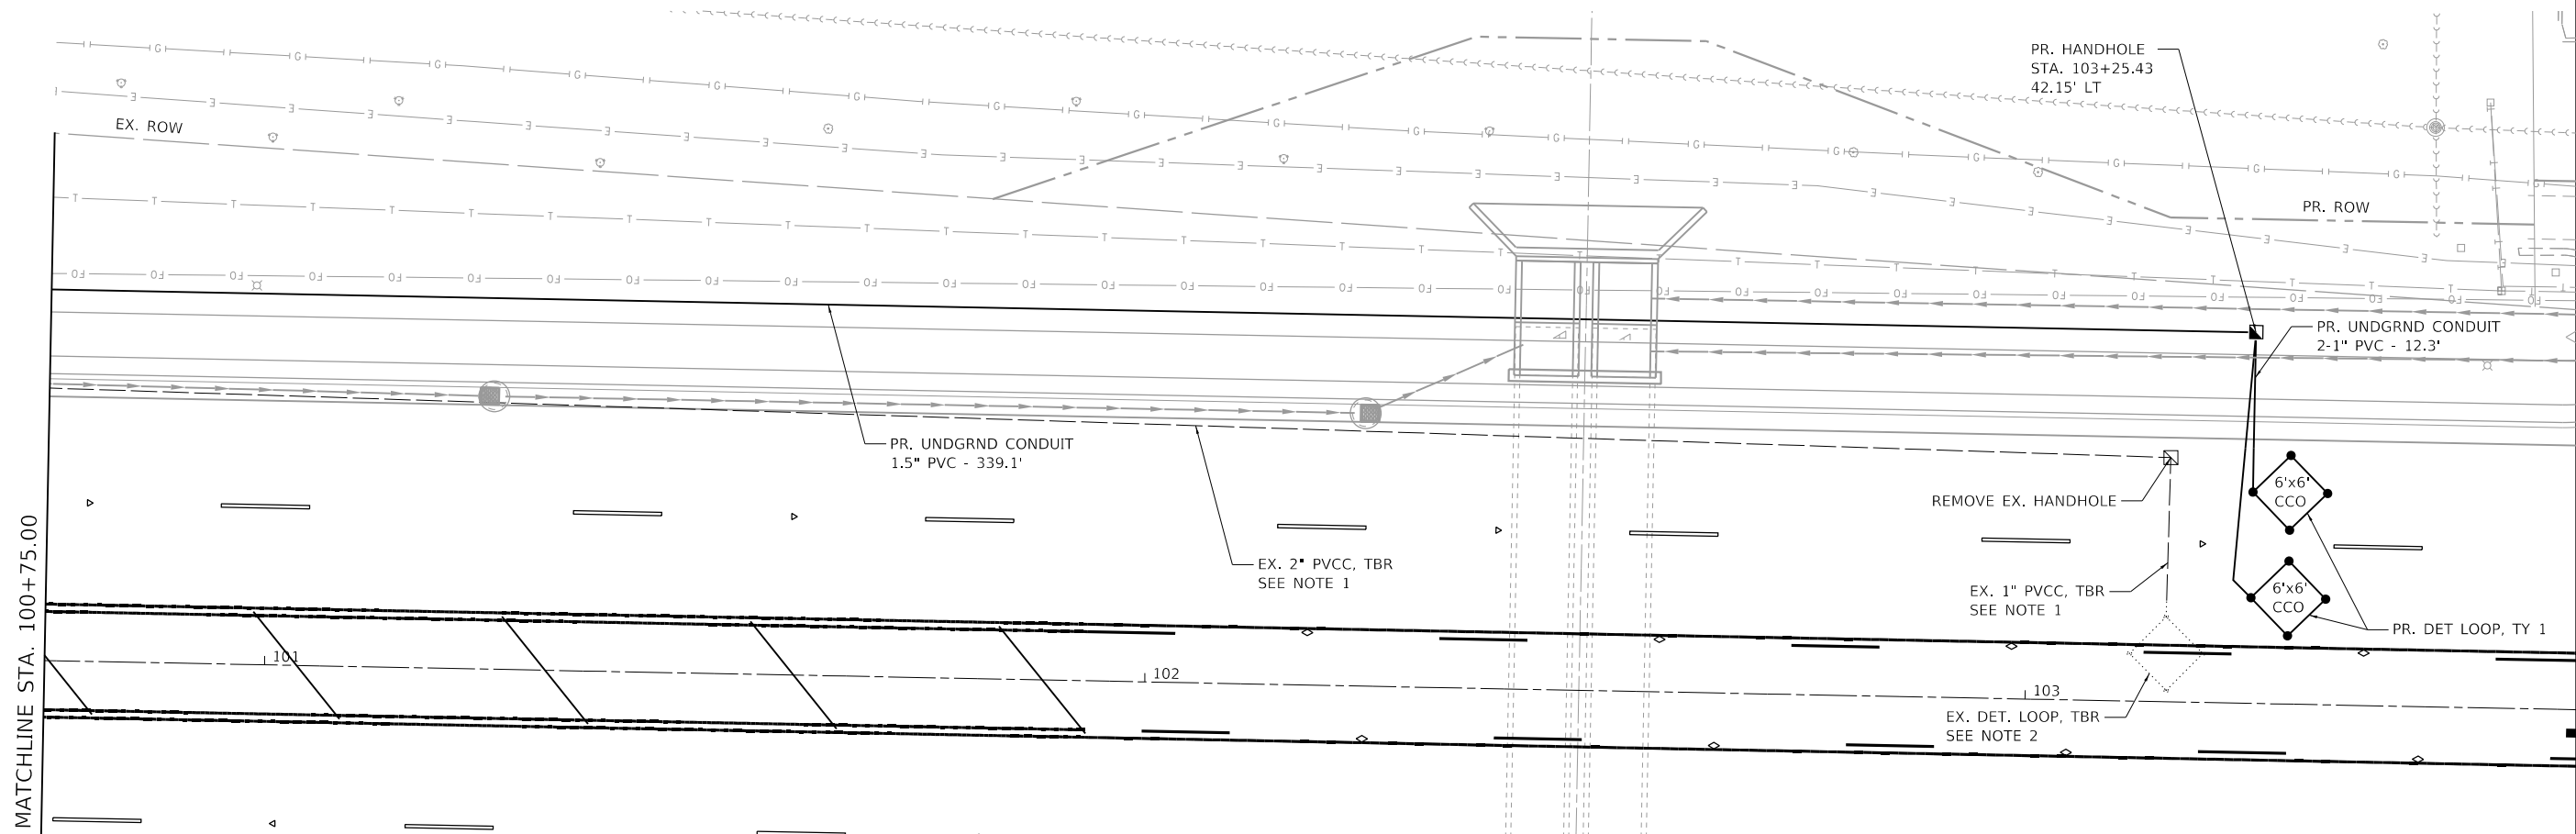 PR. HANDHOLE
STA. 103+25.43
42.15' LT
EX. ROW
PR. ROW
PR. UNDGRND CONDUIT
2-1" PVC - 12.3'
PR. UNDGRND CONDUIT
1.5" PVC - 339.1'
6'x6'
CCO
REMOVE EX. HANDHOLE
EX. 2" PVCC, TBR
SEE NOTE 1
EX. 1" PVCC, TBR
SEE NOTE 1
6'x6'
CCO
PR. DET LOOP, TY 1
MATCHLINE STA. 100+75.00
101
102
103
EX. DET. LOOP, TBR
SEE NOTE 2